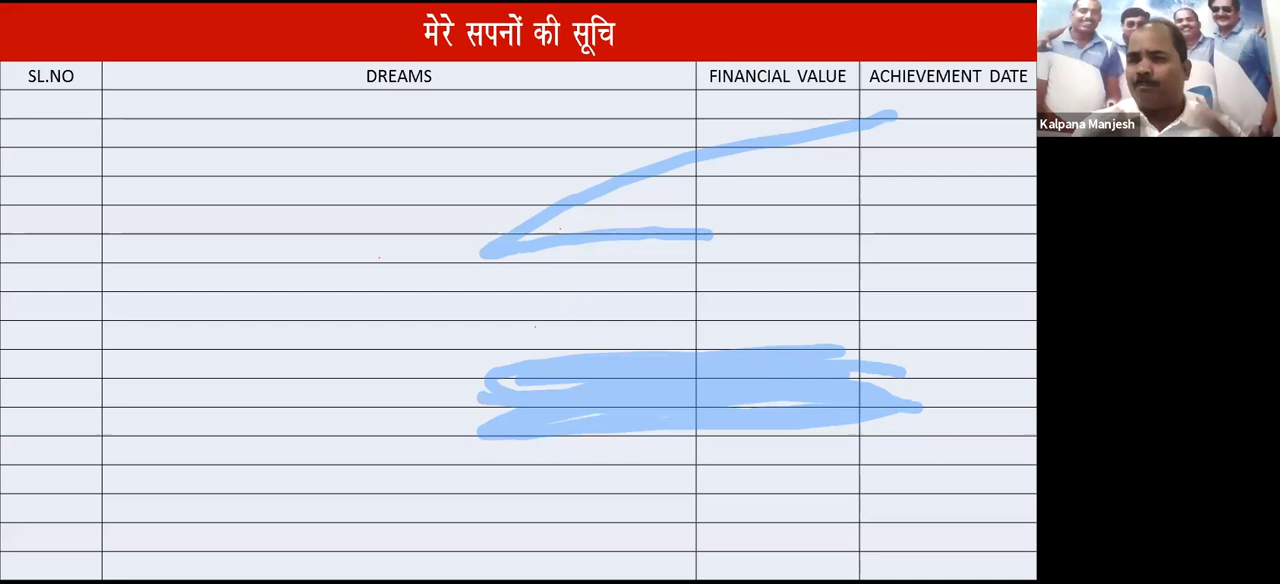 मेरे सपनों की सूचि
SL.NO DREAMS FINANCIAL VALUE ACHIEVEMENT DATE
Kalpana Manjesh